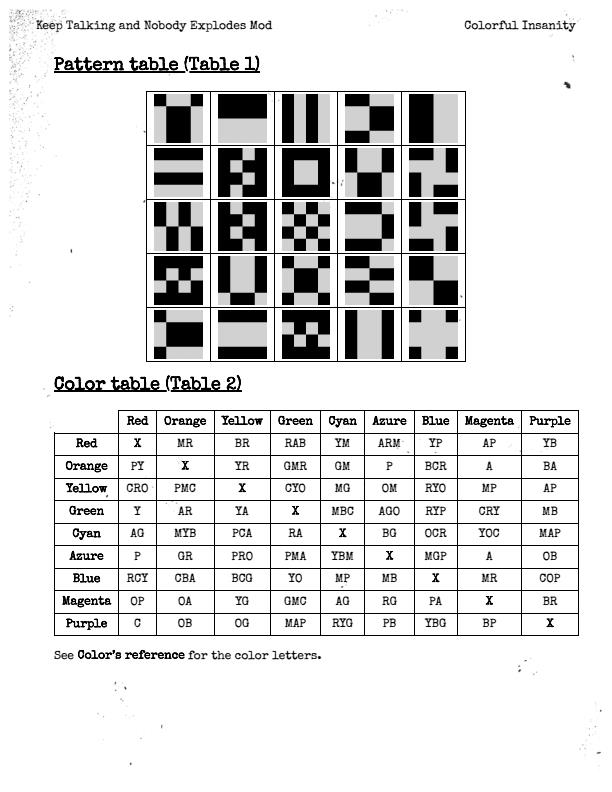 Keep Talking and Nobody Explodes Mod Colorful Insanity
Pattern table (Table 1)
Color table (Table 2)
Red Orange Yellow Green Cyan Azure Blue Magenta Purple
Red X MR BR RAB YM ARM YP AP YB
Orange PY X YR GMR GM P BCR A BA
Yellow CRO PMC X CYO MG OM RYO MP AP
Green Y AR YA X MBC AGO RYP CRY MB
Cyan AG MYB PCA RA X BG OCR YOC MAP
Azure P GR PRO PMA YBM X MGP A OB
Blue RCY CBA BCG YO MP MB X MR COP
Magenta OP OA YG GMC AG RG PA X BR
Purple C OB OG MAP RYG PB YBG BP X
See Color's reference for the color letters.